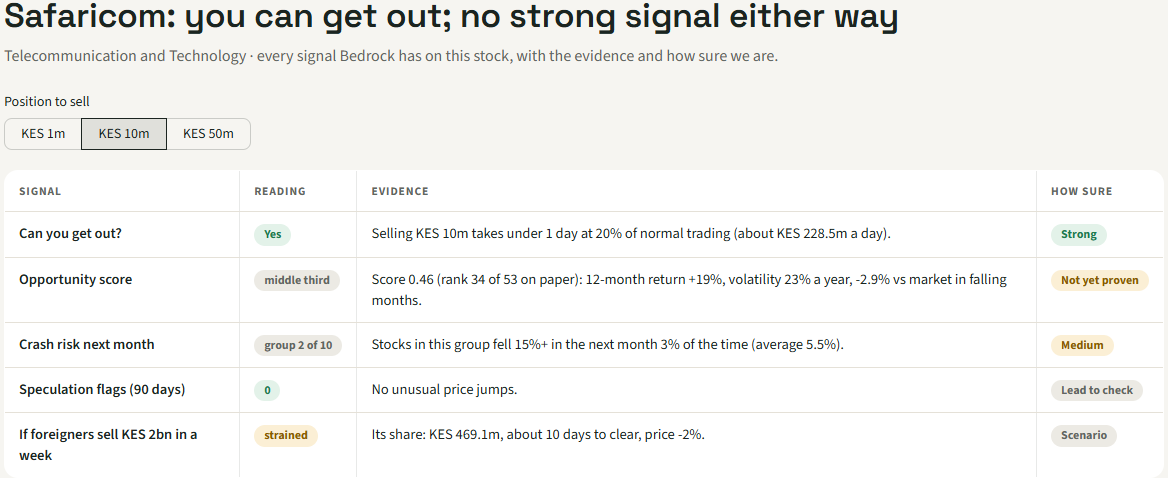 Safaricom: you can get out; no strong signal either way
Telecommunication and Technology · every signal Bedrock has on this stock, with the evidence and how sure we are.
Position to sell
KES 1m KES 10m KES 50m
SIGNAL READING EVIDENCE HOW SURE
Can you get out? Yes Selling KES 10m takes under 1 day at 20% of normal trading (about KES 228.5m a day). Strong
Opportunity score middle third Score 0.46 (rank 34 of 53 on paper): 12-month return +19%, volatility 23% a year, -2.9% vs market in falling Not yet proven
months.
Crash risk next month group 2 of 10 Stocks in this group fell 15%+ in the next month 3% of the time (average 5.5%). Medium
Speculation flags (90 days) 0 No unusual price jumps. Lead to check
If foreigners sell KES 2bn in a strained Its share: KES 469.1m, about 10 days to clear, price -2%. Scenario
week